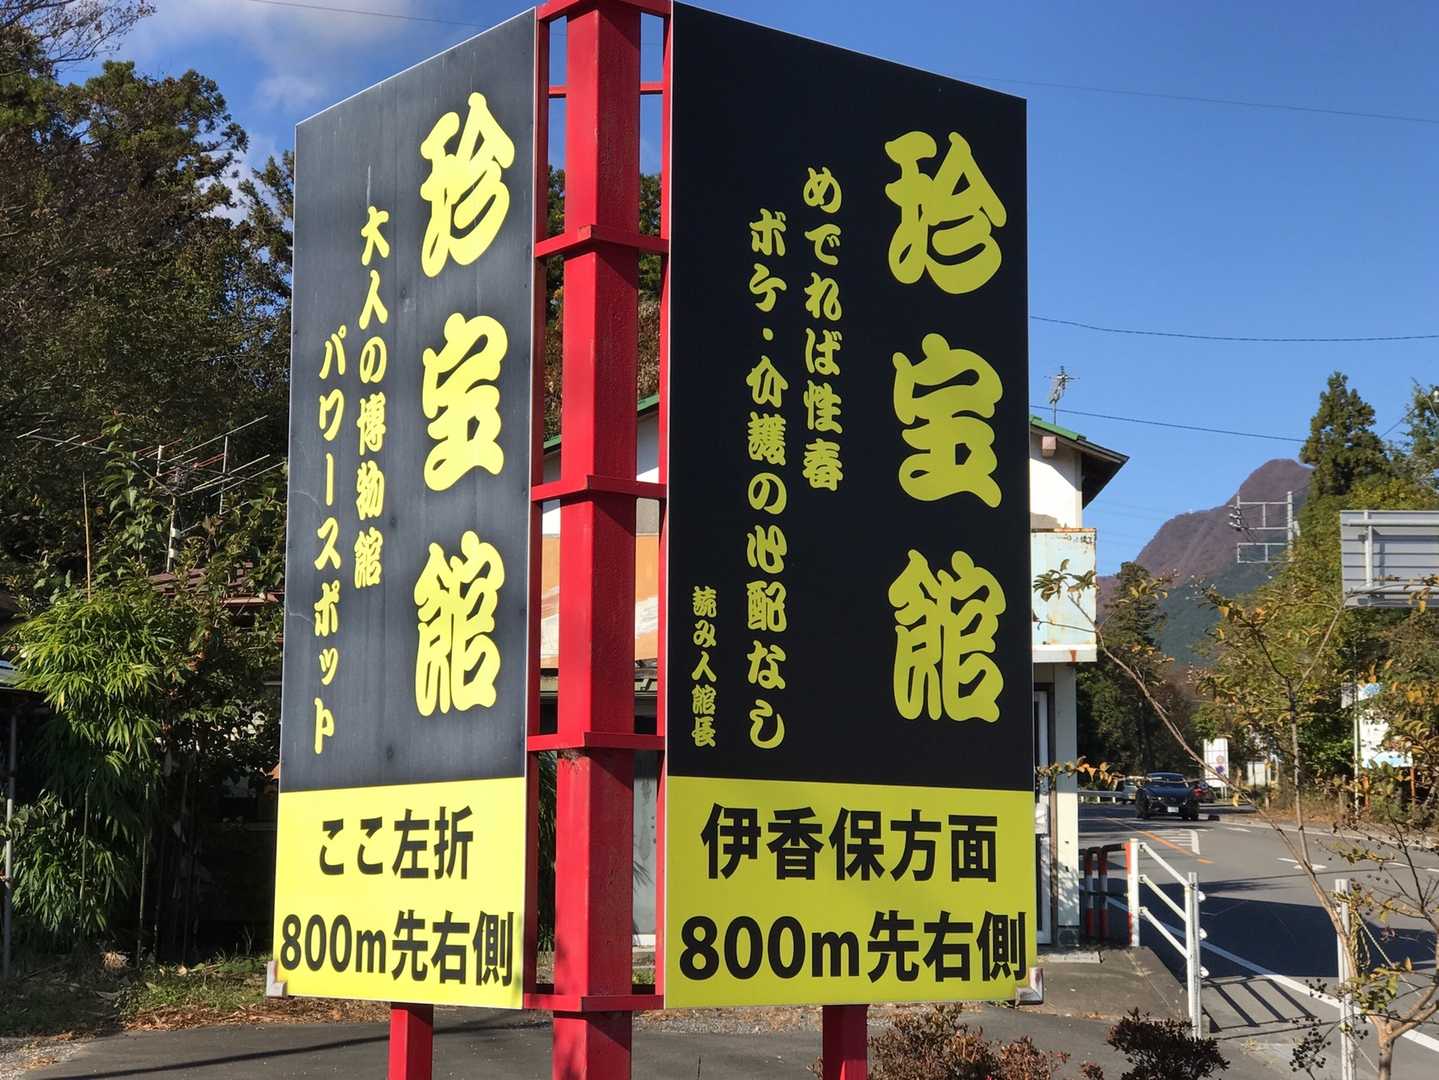 珍宝館
大人の博物館
パワースポット
ここ左折
800m先右側
珍宝館
めでれば性春
ボケ・介護の心配なし
読み人館長
伊香保方面
800m先右側